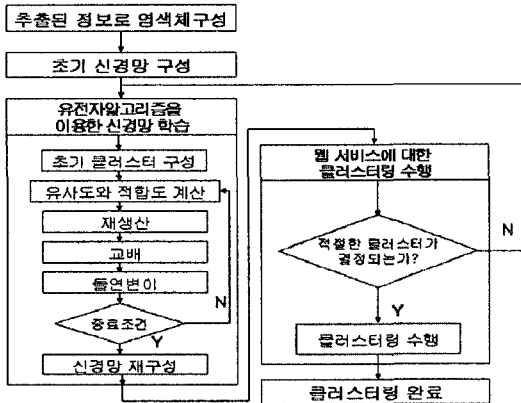 추출된 정보로 염색체구성
초기 신경망 구성
유전자알고리즘을
이용한 신경망 학습
초기 클러스터 구성
유사도와 적합도 계산
재생산
교배
돌연변이
종료조건
N
Y
신경망 재구성
웹 서비스에 대한
클러스터링 수행
적절한 클러스터가
결정되는가?
N
Y
클러스터링 수행
클러스터링 완료